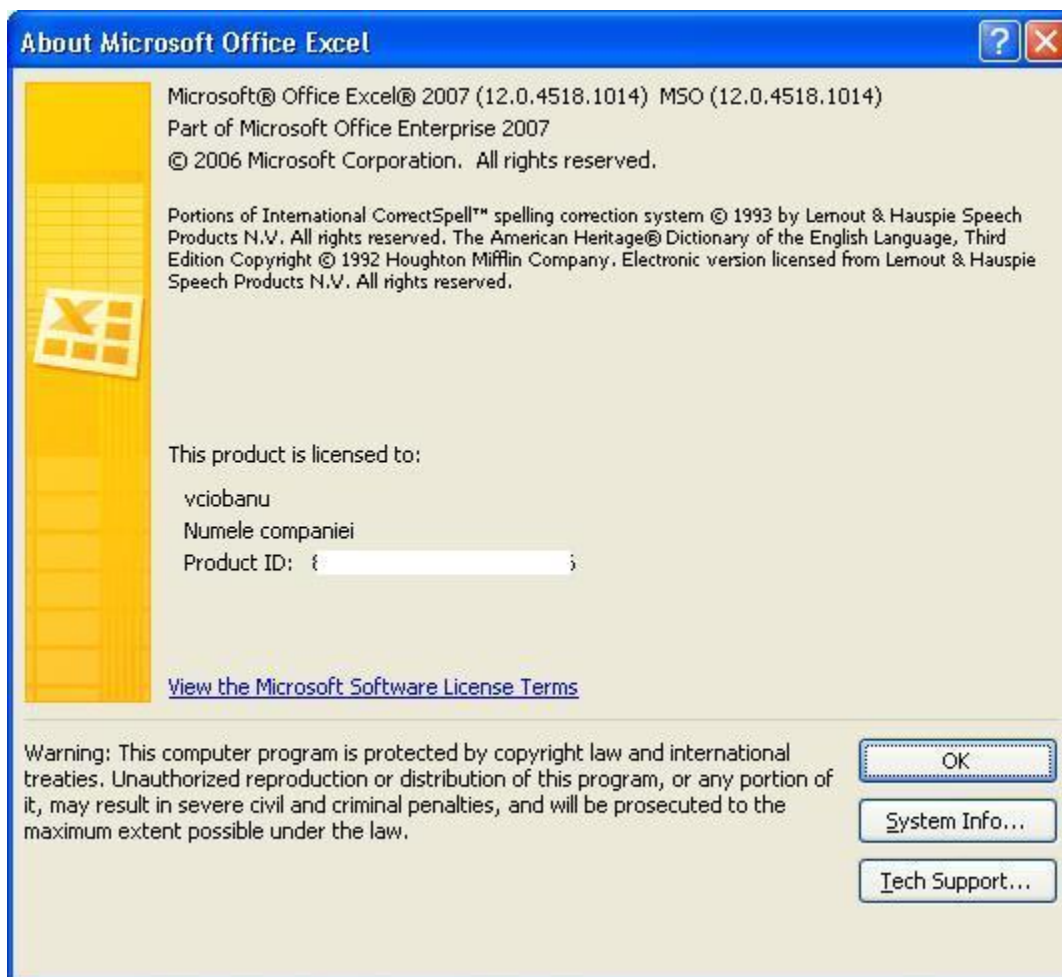 About Microsoft Office Excel
Microsoft® Office Excel® 2007 (12.0.4518.1014) MSO (12.0.4518.1014)
Part of Microsoft Office Enterprise 2007
© 2006 Microsoft Corporation. All rights reserved.
Portions of International CorrectSpell™ spelling correction system © 1993 by Lernout & Hauspie Speech
Products N.V. All rights reserved. The American Heritage® Dictionary of the English Language, Third
Edition Copyright © 1992 Houghton Mifflin Company. Electronic version licensed from Lernout & Hauspie
Speech Products N.V. All rights reserved.
This product is licensed to:
vciobanu
Numele companiei
Product ID:
View the Microsoft Software License Terms
Warning: This computer program is protected by copyright law and international
treaties. Unauthorized reproduction or distribution of this program, or any portion of
it, may result in severe civil and criminal penalties, and will be prosecuted to the
maximum extent possible under the law.
OK
System Info...
Tech Support...